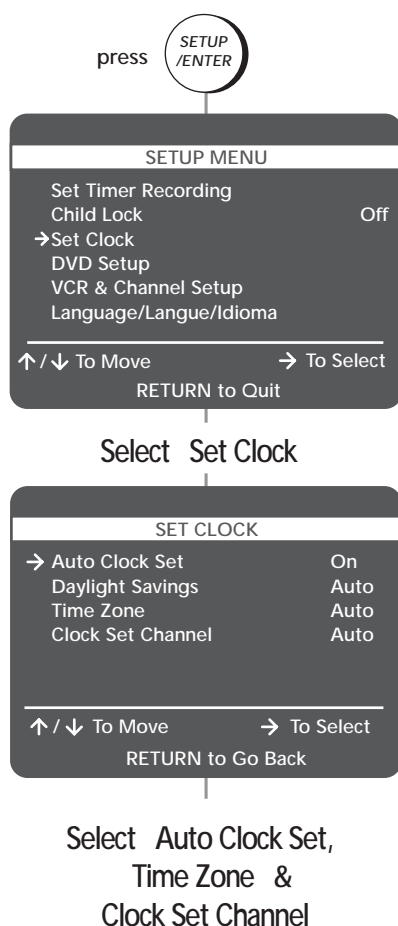 press SETUP
/ENTER
SETUP MENU
Set Timer Recording
Child Lock Off
→Set Clock
DVD Setup
VCR & Channel Setup
Language/Langue/Idioma
↑/↓ To Move → To Select
RETURN to Quit
Select Set Clock
SET CLOCK
→ Auto Clock Set On
Daylight Savings Auto
Time Zone Auto
Clock Set Channel Auto
↑/↓ To Move → To Select
RETURN to Go Back
Select Auto Clock Set,
Time Zone &
Clock Set Channel